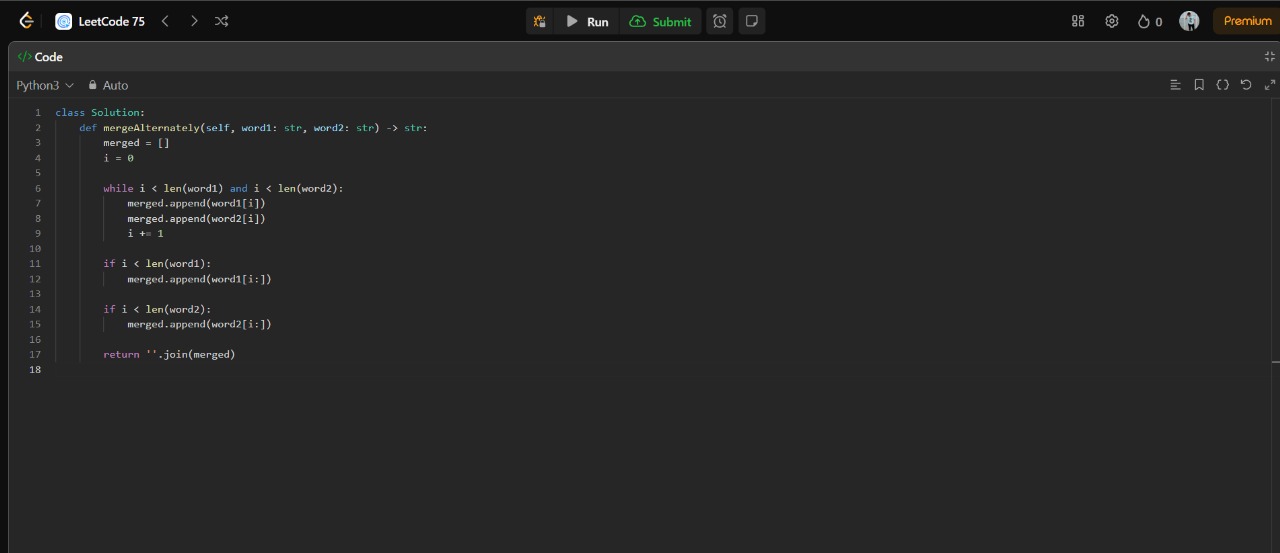 LeetCode 75
Run
Submit
0
Premium
</> Code
Python3
Auto
1 class Solution:
2     def mergeAlternately(self, word1: str, word2: str) -> str:
3         merged = []
4         i = 0
5
6         while i < len(word1) and i < len(word2):
7             merged.append(word1[i])
8             merged.append(word2[i])
9             i += 1
10
11         if i < len(word1):
12             merged.append(word1[i:])
13
14         if i < len(word2):
15             merged.append(word2[i:])
16
17         return ''.join(merged)
18